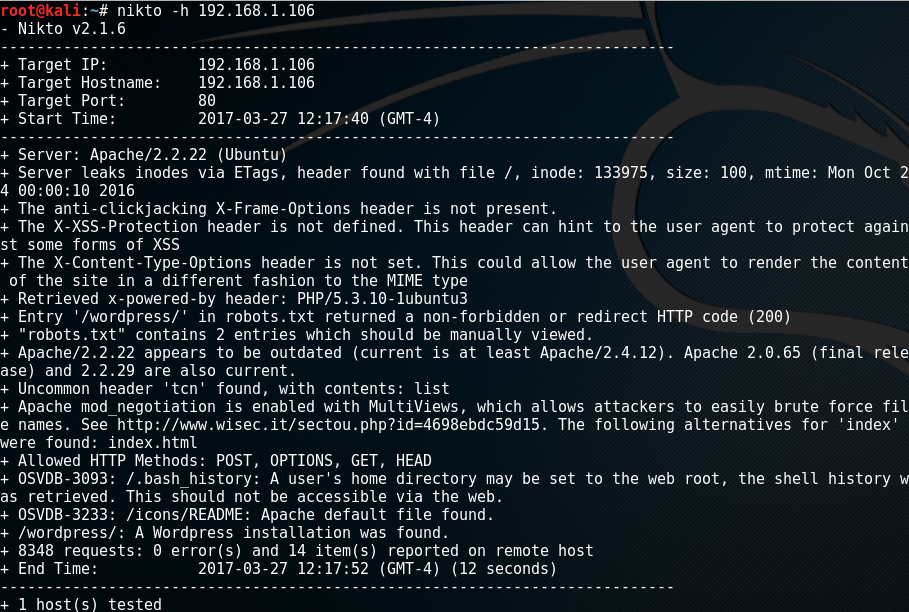 root@kali:~# nikto -h 192.168.1.106
- Nikto v2.1.6
---------------------------------------------------------------------------
+ Target IP:          192.168.1.106
+ Target Hostname:    192.168.1.106
+ Target Port:        80
+ Start Time:         2017-03-27 12:17:40 (GMT-4)
---------------------------------------------------------------------------
+ Server: Apache/2.2.22 (Ubuntu)
+ Server leaks inodes via ETags, header found with file /, inode: 133975, size: 100, mtime: Mon Oct 2
4 00:00:10 2016
+ The anti-clickjacking X-Frame-Options header is not present.
+ The X-XSS-Protection header is not defined. This header can hint to the user agent to protect again
st some forms of XSS
+ The X-Content-Type-Options header is not set. This could allow the user agent to render the content
 of the site in a different fashion to the MIME type
+ Retrieved x-powered-by header: PHP/5.3.10-1ubuntu3
+ Entry '/wordpress/' in robots.txt returned a non-forbidden or redirect HTTP code (200)
+ "robots.txt" contains 2 entries which should be manually viewed.
+ Apache/2.2.22 appears to be outdated (current is at least Apache/2.4.12). Apache 2.0.65 (final rele
ase) and 2.2.29 are also current.
+ Uncommon header 'tcn' found, with contents: list
+ Apache mod_negotiation is enabled with MultiViews, which allows attackers to easily brute force fil
e names. See http://www.wisec.it/sectou.php?id=4698ebdc59d15. The following alternatives for 'index'
were found: index.html
+ Allowed HTTP Methods: POST, OPTIONS, GET, HEAD
+ OSVDB-3093: /.bash_history: A user's home directory may be set to the web root, the shell history w
as retrieved. This should not be accessible via the web.
+ OSVDB-3233: /icons/README: Apache default file found.
+ /wordpress/: A Wordpress installation was found.
+ 8348 requests: 0 error(s) and 14 item(s) reported on remote host
+ End Time:           2017-03-27 12:17:52 (GMT-4) (12 seconds)
---------------------------------------------------------------------------
+ 1 host(s) tested